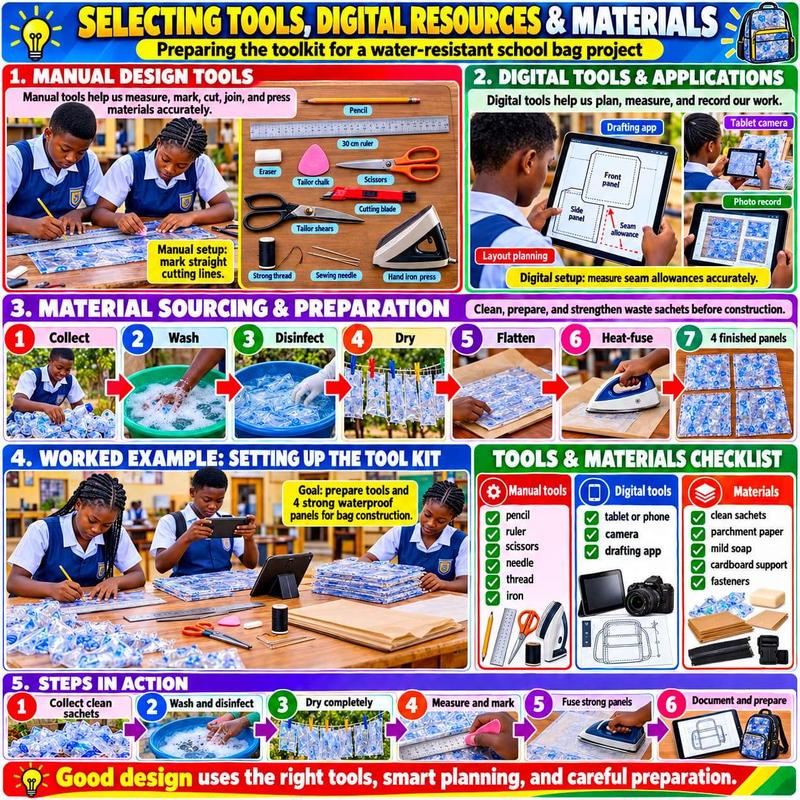 SELECTING TOOLS, DIGITAL RESOURCES & MATERIALS
Preparing the toolkit for a water-resistant school bag project
1. MANUAL DESIGN TOOLS
Manual tools help us measure, mark, cut, join, and press
materials accurately.
Manual setup:
mark straight
cutting lines.
Pencil
30 cm ruler
Eraser
Tailor chalk
Scissors
Cutting blade
Tailor shears
Strong thread
Sewing needle
Hand iron press
2. DIGITAL TOOLS & APPLICATIONS
Digital tools help us plan, measure, and record our work.
Drafting app
Front
panel
Side
panel
Seam
allowance
Layout planning
Tablet camera
Photo record
Digital setup: measure seam allowances accurately.
3. MATERIAL SOURCING & PREPARATION
Clean, prepare, and strengthen waste sachets before construction.
1 Collect
2 Wash
3 Disinfect
4 Dry
5 Flatten
6 Heat-fuse
7 4 finished panels
4. WORKED EXAMPLE: SETTING UP THE TOOL KIT
Goal: prepare tools and
4 strong waterproof
panels for bag construction.
TOOLS & MATERIALS CHECKLIST
Manual tools
pencil
ruler
scissors
needle
thread
iron
Digital tools
tablet or phone
camera
drafting app
Materials
clean sachets
parchment paper
mild soap
cardboard support
fasteners
5. STEPS IN ACTION
1 Collect clean
sachets
2 Wash and disinfect
3 Dry completely
4 Measure and mark
5 Fuse strong panels
6 Document and prepare
Good design uses the right tools, smart planning, and careful preparation.